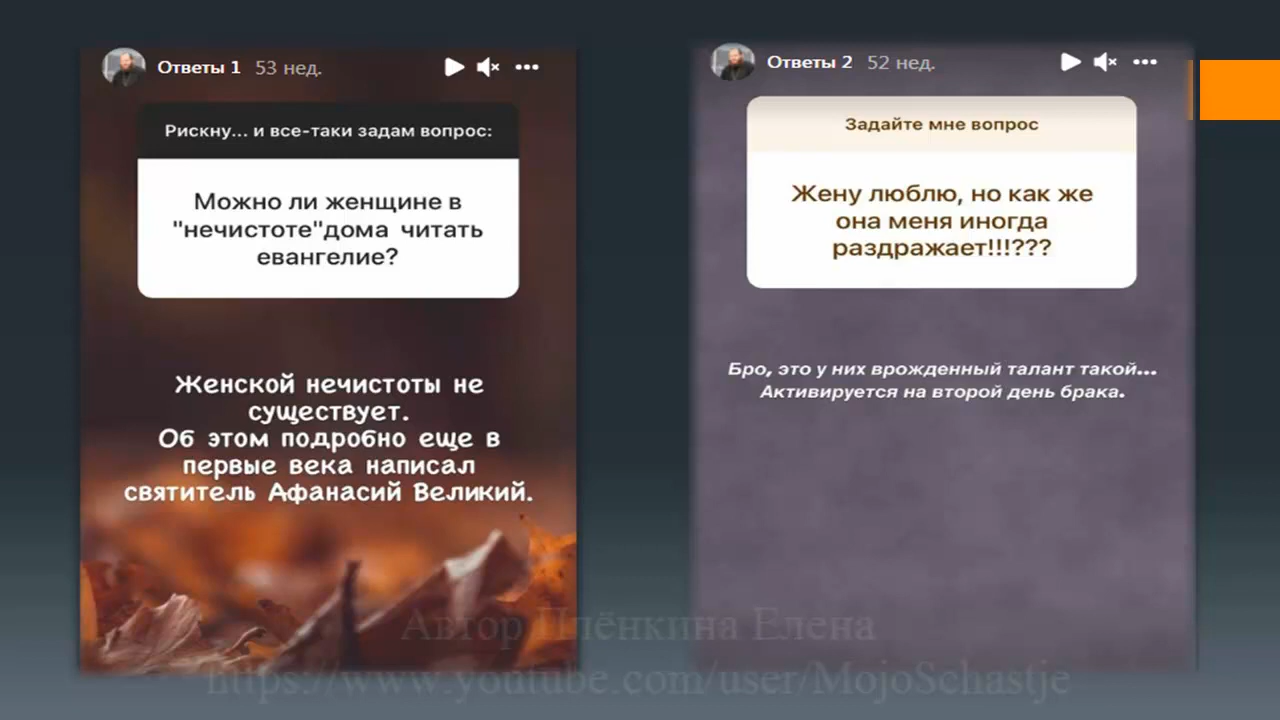 Ответы 1 53 нед.
Рискну... и все-таки задам вопрос:
Можно ли женщине в
"нечистоте"дома читать
евангелие?
Женской нечистоты не
существует.
Об этом подробно еще в
первые века написал
святитель Афанасий Великий.
Ответы 2 52 нед.
Задайте мне вопрос
Жену люблю, но как же
она меня иногда
раздражает!!!???
Бро, это у них врожденный талант такой...
Активируется на второй день брака.
Автор Плёнкина Елена
https://www.youtube.com/user/MojoSchastje